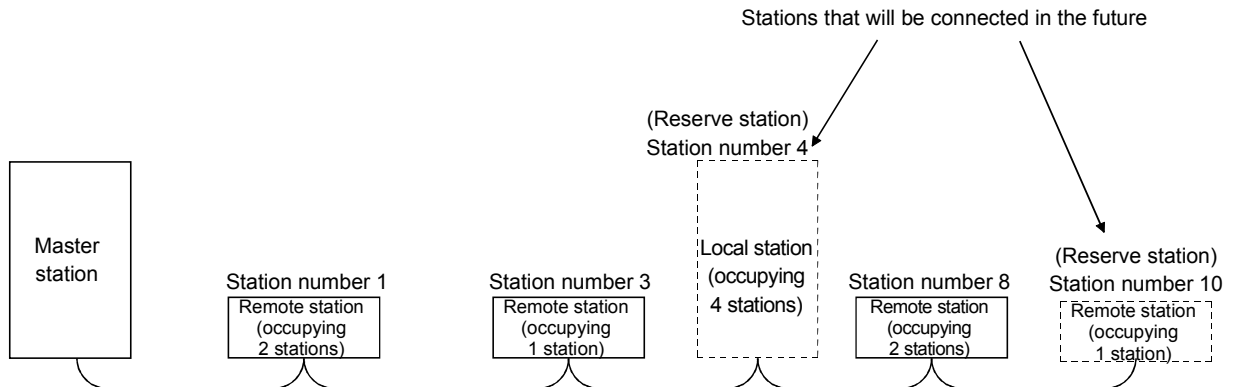 Stations that will be connected in the future
(Reserve station)
Station number 4
Master
station
Station number 1
Remote station
(occupying
2 stations)
Station number 3
Remote station
(occupying
1 station)
Local station
(occupying
4 stations)
Station number 8
Remote station
(occupying
2 stations)
(Reserve station)
Station number 10
Remote station
(occupying
1 station)